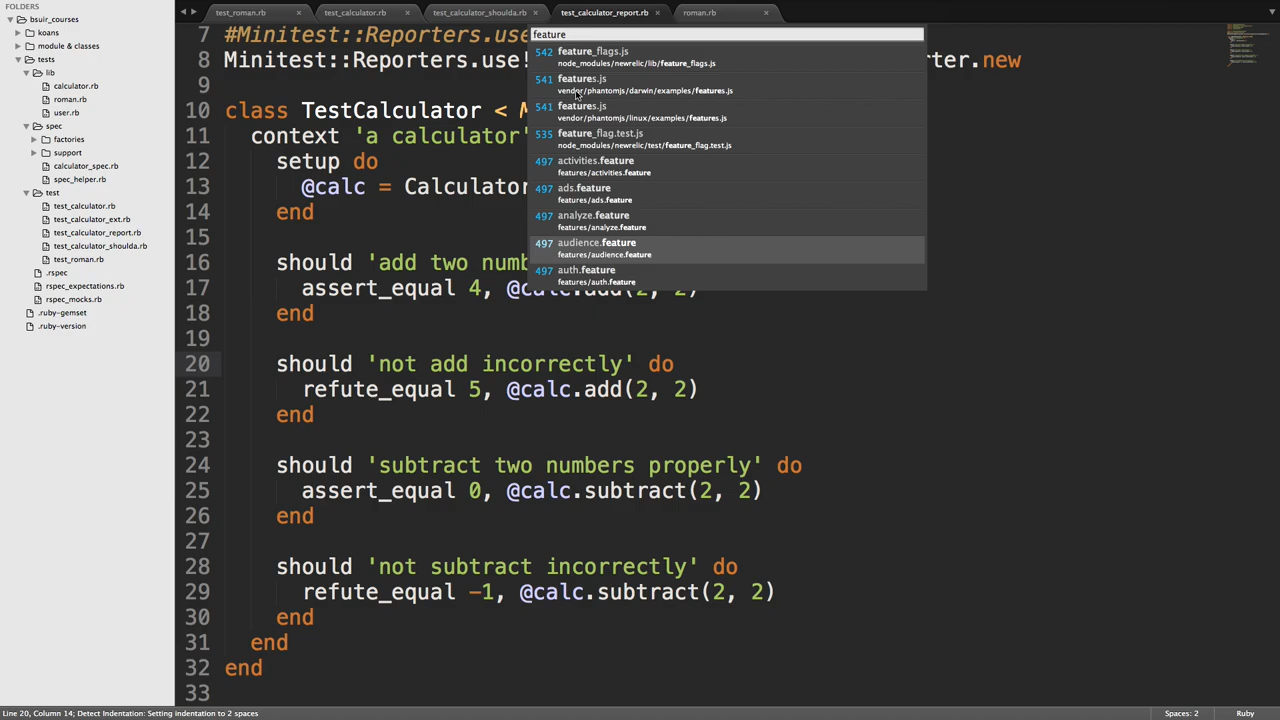 FOLDERS
bsuir_courses
koans
module & classes
tests
lib
calculator.rb
roman.rb
user.rb
spec
factories
support
calculator_spec.rb
spec_helper.rb
test
test_calculator.rb
test_calculator_ext.rb
test_calculator_report.rb
test_calculator_shoulda.rb
test_roman.rb
.rspec
rspec_expectations.rb
rspec_mocks.rb
.ruby-gemset
.ruby-version
test_roman.rb × test_calculator.rb × test_calculator_shoulda.rb × test_calculator_report.rb × roman.rb ×
feature
542 feature_flags.js
node_modules/newrelic/lib/feature_flags.js
541 features.js
vendor/phantomjs/darwin/examples/features.js
541 features.js
vendor/phantomjs/linux/examples/features.js
535 feature_flag.test.js
node_modules/newrelic/test/feature_flag.test.js
497 activities.feature
features/activities.feature
497 ads.feature
features/ads.feature
497 analyze.feature
features/analyze.feature
497 audience.feature
features/audience.feature
497 auth.feature
features/auth.feature
7 #Minitest::Reporters.use
8 Minitest::Reporters.use! rter.new
9
10 class TestCalculator < M
11 context 'a calculator'
12 setup do
13 @calc = Calculator
14 end
15
16 should 'add two numb
17 assert_equal 4, @calc.add(2, 2)
18 end
19
20 should 'not add incorrectly' do
21 refute_equal 5, @calc.add(2, 2)
22 end
23
24 should 'subtract two numbers properly' do
25 assert_equal 0, @calc.subtract(2, 2)
26 end
27
28 should 'not subtract incorrectly' do
29 refute_equal -1, @calc.subtract(2, 2)
30 end
31 end
32 end
33
Line 20, Column 14; Detect Indentation: Setting indentation to 2 spaces
Spaces: 2
Ruby